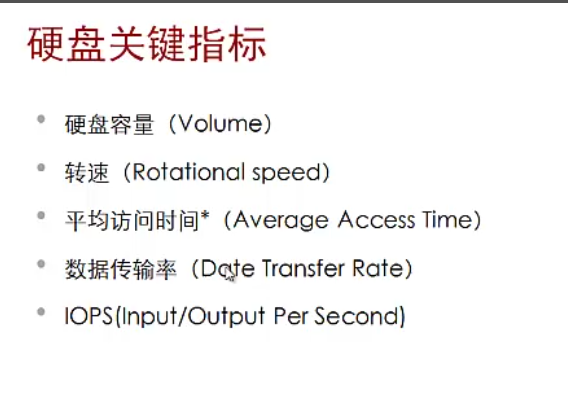 硬盘关键指标
• 硬盘容量（Volume）
• 转速（Rotational speed）
• 平均访问时间*（Average Access Time）
• 数据传输率（Date Transfer Rate）
• IOPS(Input/Output Per Second)